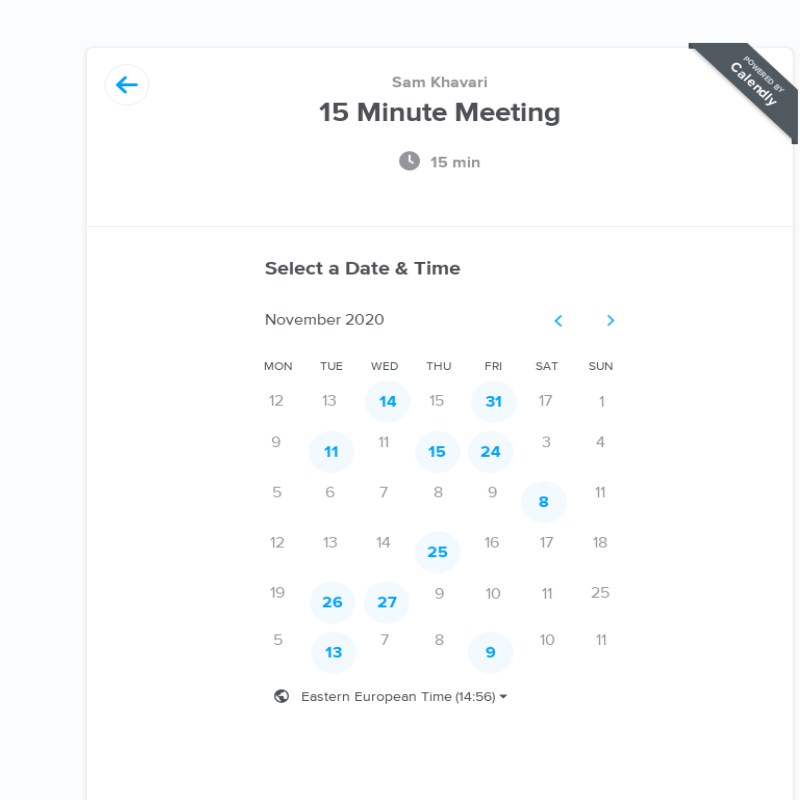 POWERED BY
Calendly
Sam Khavari
15 Minute Meeting
15 min
Select a Date & Time
November 2020
MON TUE WED THU FRI SAT SUN
12 13 14 15 31 17 1
9 11 11 15 24 3 4
5 6 7 8 9 8 11
12 13 14 25 16 17 18
19 26 27 9 10 11 25
5 13 7 8 9 10 11
Eastern European Time (14:56)